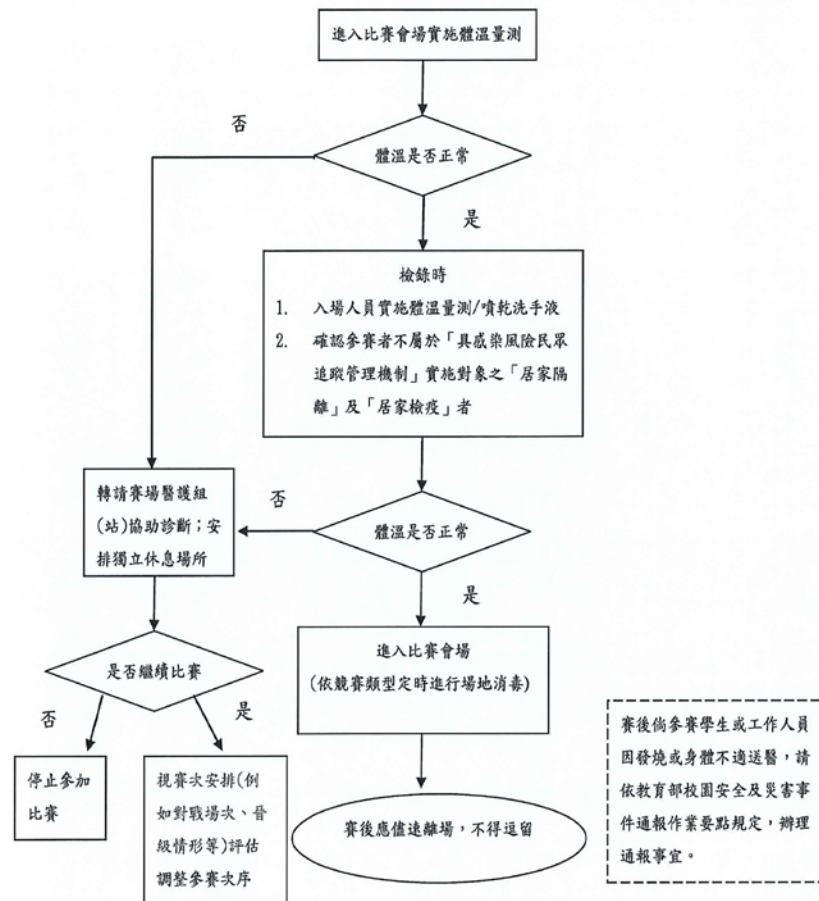 進入比賽會場實施體溫量測
否
體溫是否正常
是
檢錄時
1. 入場人員實施體溫量測/噴乾洗手液
2. 確認參賽者不屬於「具感染風險民眾
追蹤管理機制」實施對象之「居家隔
離」及「居家檢疫」者
轉請賽場醫護組
(站)協助診斷；安
排獨立休息場所
否
體溫是否正常
是
是否繼續比賽
進入比賽會場
(依競賽類型定時進行場地消毒)
否
是
停止參加
比賽
視賽次安排(例
如對戰場次、晉
級情形等)評估
調整參賽次序
賽後應儘速離場，不得逗留
賽後倘參賽學生或工作人員
因發燒或身體不適送醫，請
依教育部校園安全及災害事
件通報作業要點規定，辦理
通報事宜。